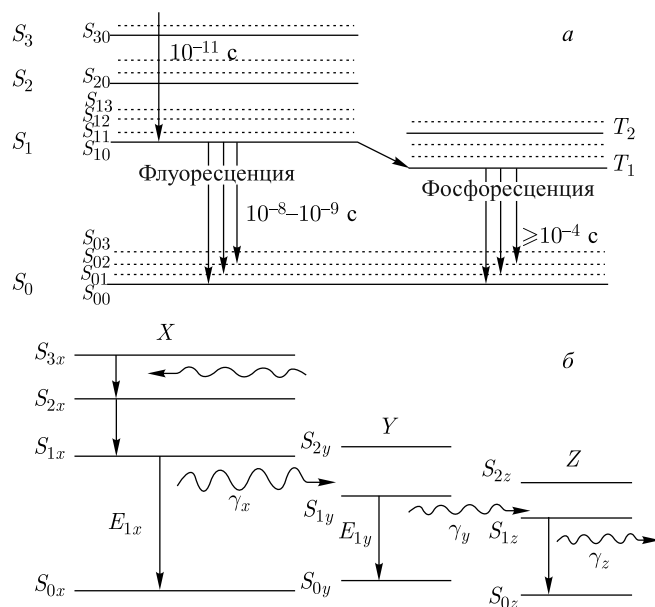 S₃ S₃₀ 10⁻¹¹ с а
S₂ S₂₀
S₁₃
S₁₂ T₂
S₁ S₁₁
S₁₀ T₁
Флуоресценция Фосфоресценция
10⁻⁸–10⁻⁹ с
⩾10⁻⁴ с
S₀₃
S₀₂
S₀ S₀₁
S₀₀
X б
S₃ₓ
S₂ₓ
Y
S₁ₓ S₂y
S₂z Z
γₓ S₁y
E₁ₓ E₁y γy S₁z
γz
S₀ₓ S₀y
S₀z